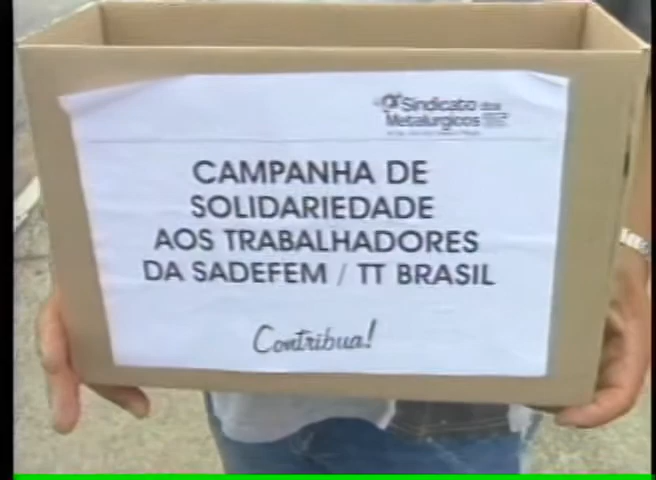 Sindicato dos
Metalúrgicos
CAMPANHA DE
SOLIDARIEDADE
AOS TRABALHADORES
DA SADEFEM / TT BRASIL
Contribua!